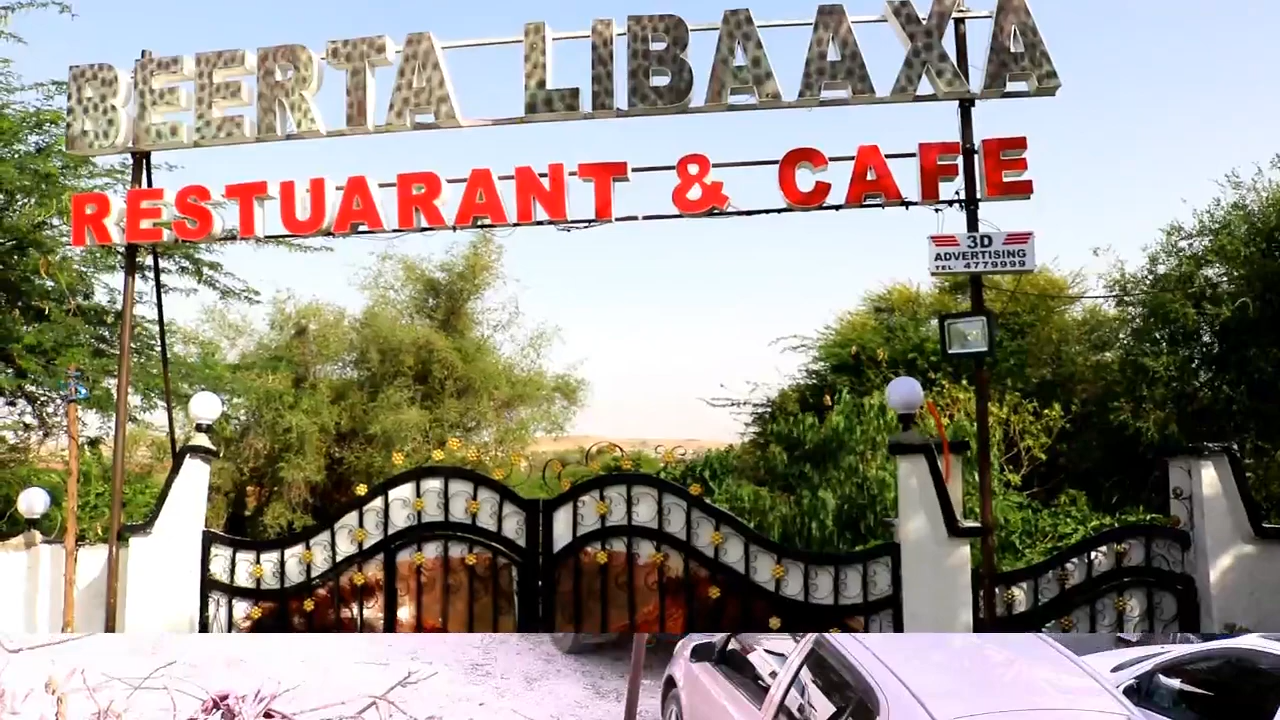 BEERTA LIBAAXA
RESTUARANT & CAFE
3D
ADVERTISING
TEL: 4779999